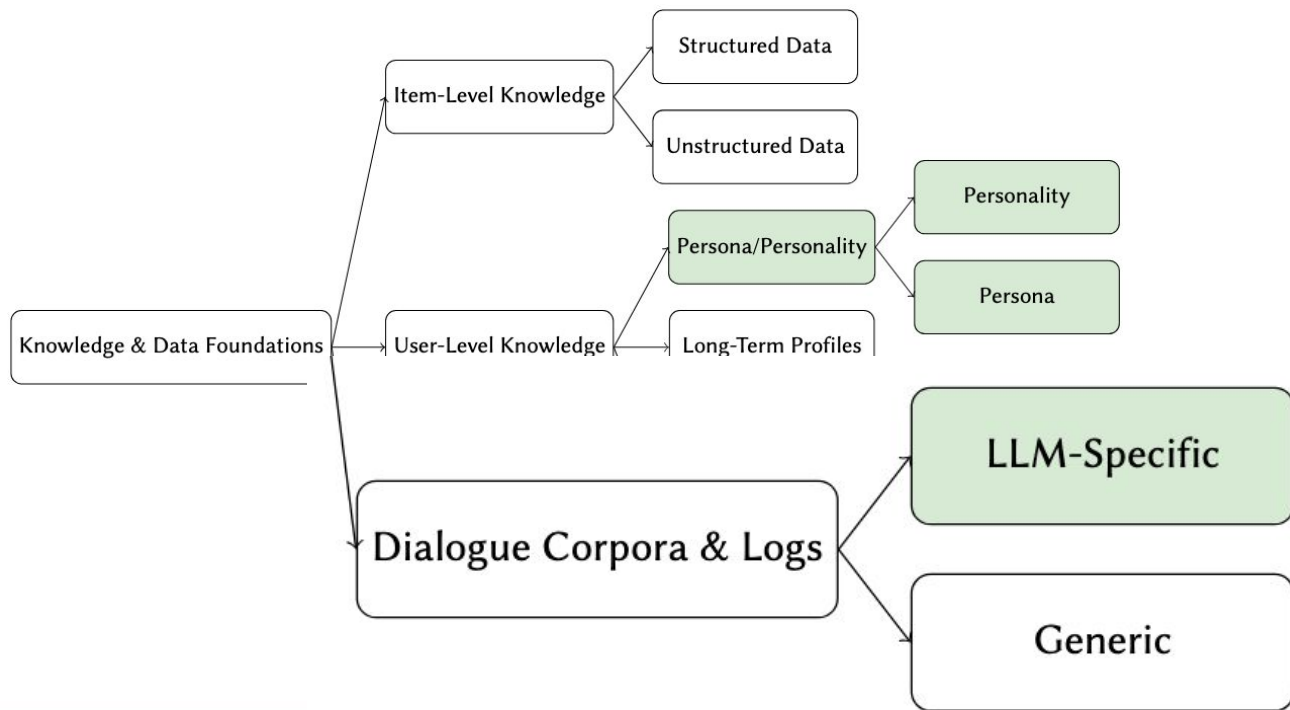 Structured Data
Item-Level Knowledge
Unstructured Data
Personality
Persona/Personality
Persona
Knowledge & Data Foundations
User-Level Knowledge
Long-Term Profiles
LLM-Specific
Dialogue Corpora & Logs
Generic